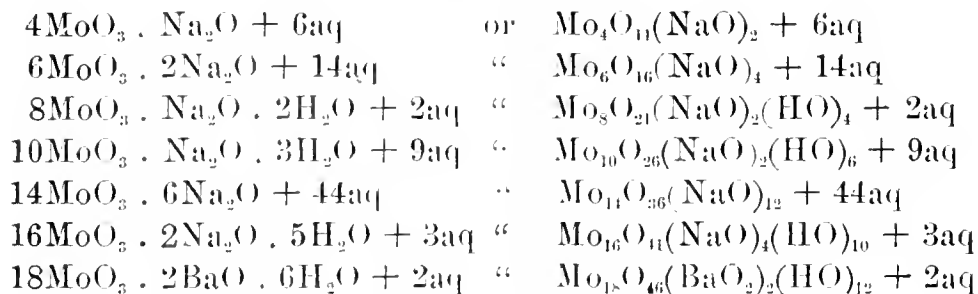 4MoO₃ . Na₂O + 6aq or Mo₄O₁₁(NaO)₂ + 6aq
6MoO₃ . 2Na₂O + 14aq “ Mo₆O₁₆(NaO)₄ + 14aq
8MoO₃ . Na₂O . 2H₂O + 2aq “ Mo₈O₂₁(NaO)₂(HO)₄ + 2aq
10MoO₃ . Na₂O . 3H₂O + 9aq “ Mo₁₀O₂₆(NaO)₂(HO)₆ + 9aq
14MoO₃ . 6Na₂O + 44aq “ Mo₁₄O₃₆(NaO)₁₂ + 44aq
16MoO₃ . 2Na₂O . 5H₂O + 3aq “ Mo₁₆O₄₁(NaO)₄(HO)₁₀ + 3aq
18MoO₃ . 2BaO . 6H₂O + 2aq “ Mo₁₈O₄₆(BaO₂)₂(HO)₁₂ + 2aq